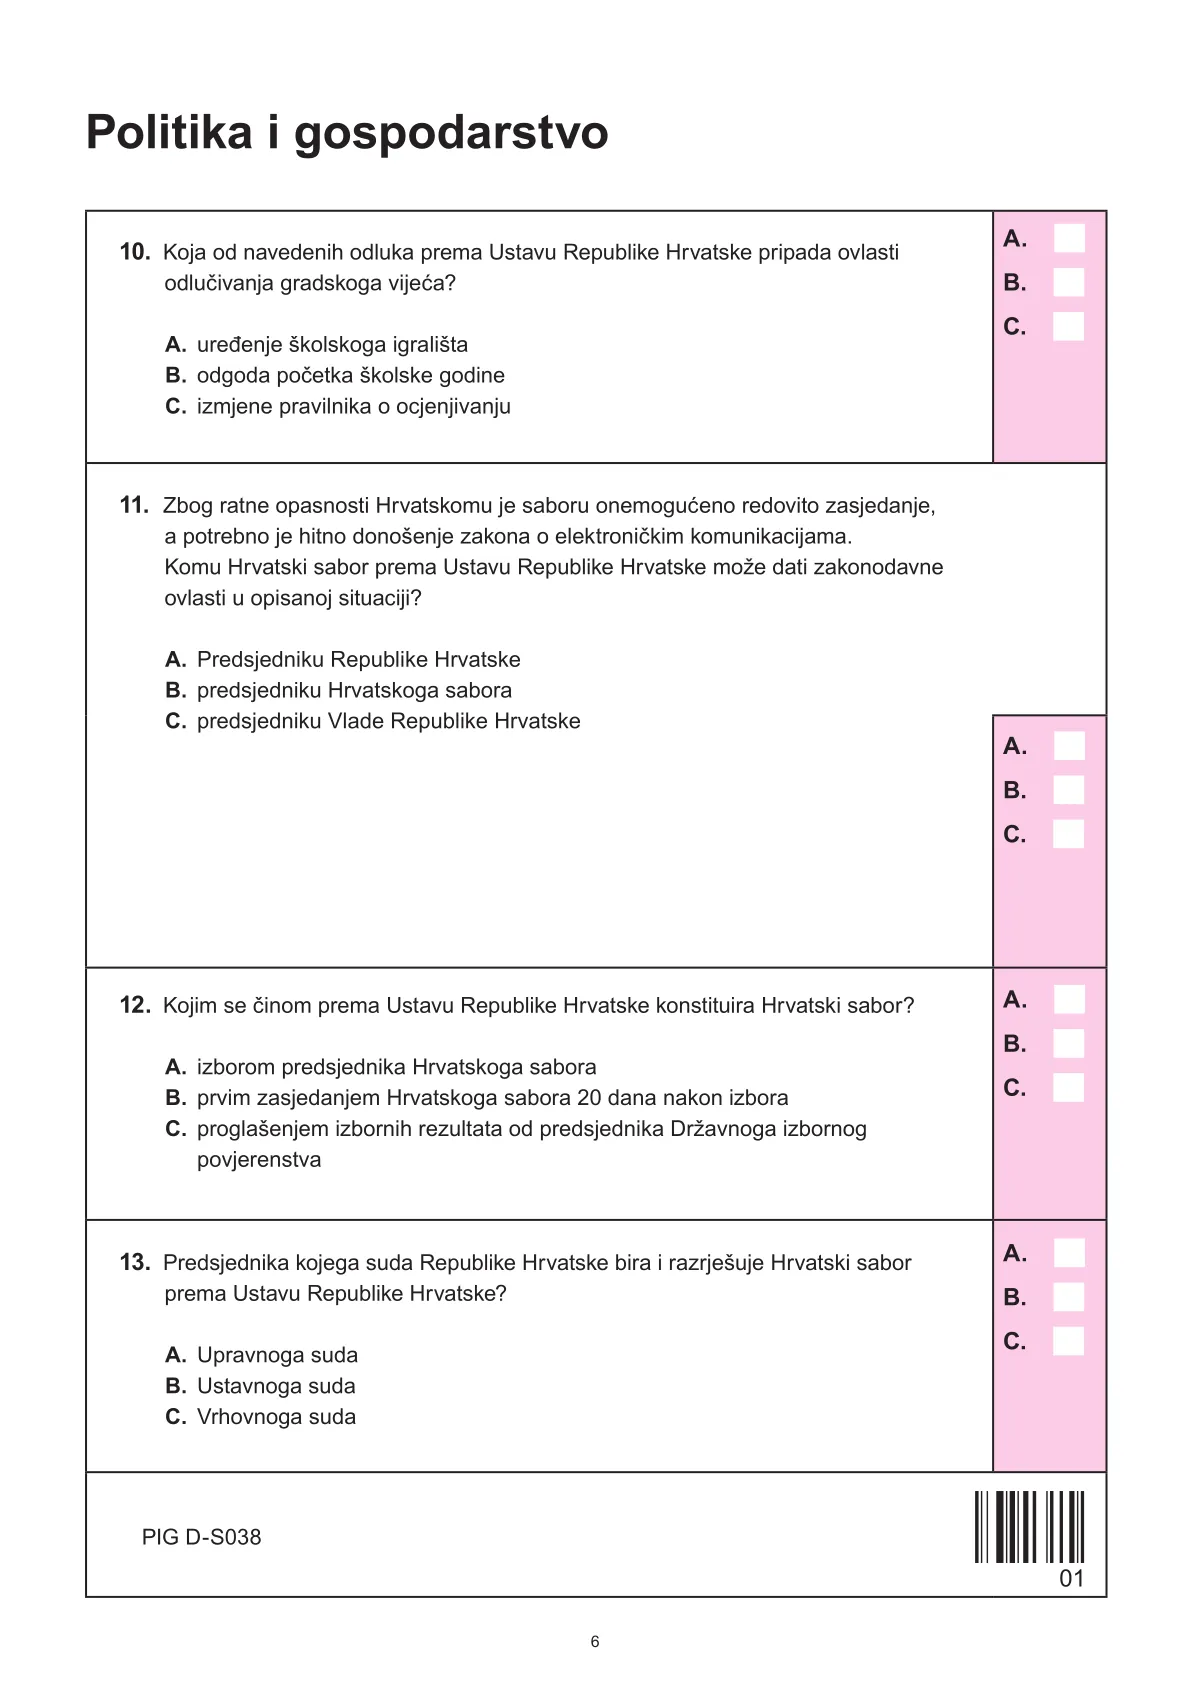 Politika i gospodarstvo
10. Koja od navedenih odluka prema Ustavu Republike Hrvatske pripada ovlasti
odlučivanja gradskoga vijeća?
A. uređenje školskoga igrališta
B. odgoda početka školske godine
C. izmjene pravilnika o ocjenjivanju
A.
B.
C.
11. Zbog ratne opasnosti Hrvatskomu je saboru onemogućeno redovito zasjedanje,
a potrebno je hitno donošenje zakona o elektroničkim komunikacijama.
Komu Hrvatski sabor prema Ustavu Republike Hrvatske može dati zakonodavne
ovlasti u opisanoj situaciji?
A. Predsjedniku Republike Hrvatske
B. predsjedniku Hrvatskoga sabora
C. predsjedniku Vlade Republike Hrvatske
A.
B.
C.
12. Kojim se činom prema Ustavu Republike Hrvatske konstituira Hrvatski sabor?
A. izborom predsjednika Hrvatskoga sabora
B. prvim zasjedanjem Hrvatskoga sabora 20 dana nakon izbora
C. proglašenjem izbornih rezultata od predsjednika Državnoga izbornog
povjerenstva
A.
B.
C.
13. Predsjednika kojega suda Republike Hrvatske bira i razrješuje Hrvatski sabor
prema Ustavu Republike Hrvatske?
A. Upravnoga suda
B. Ustavnoga suda
C. Vrhovnoga suda
A.
B.
C.
PIG D-S038
01
6